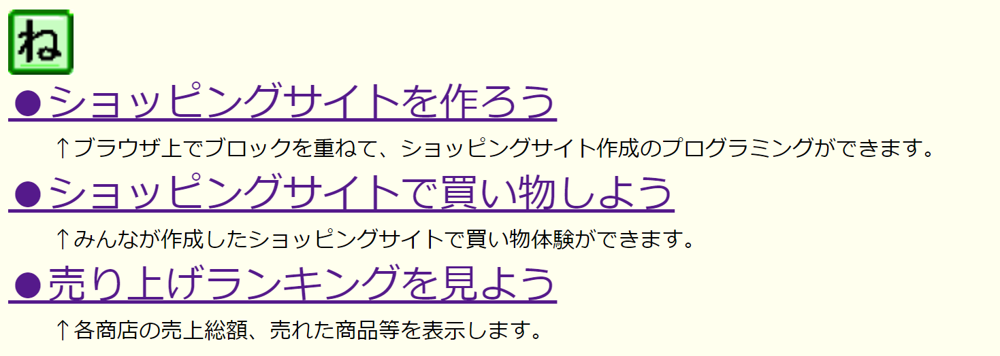 ね
●ショッピングサイトを作ろう
↑ブラウザ上でブロックを重ねて、ショッピングサイト作成のプログラミングができます。
●ショッピングサイトで買い物しよう
↑みんなが作成したショッピングサイトで買い物体験ができます。
●売り上げランキングを見よう
↑各商店の売上総額、売れた商品等を表示します。